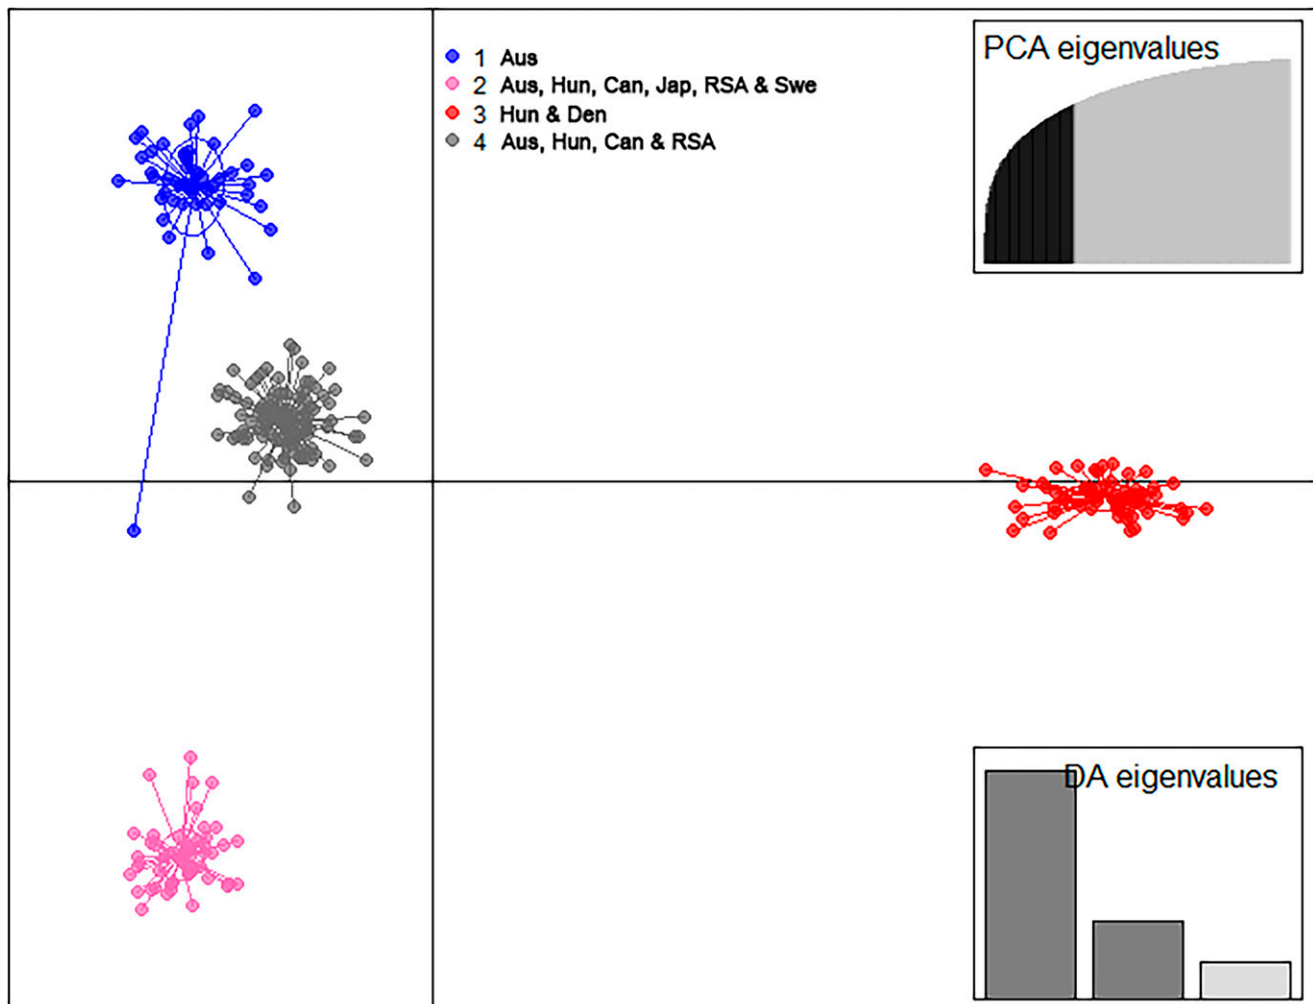 1 Aus
2 Aus, Hun, Can, Jap, RSA & Swe
3 Hun & Den
4 Aus, Hun, Can & RSA
PCA eigenvalues
DA eigenvalues